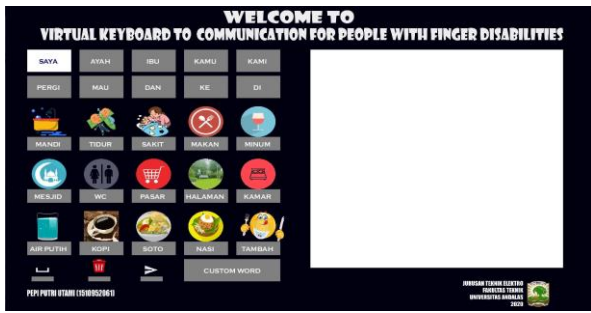 WELCOME TO
VIRTUAL KEYBOARD TO COMMUNICATION FOR PEOPLE WITH FINGER DISABILITIES
SAYA AYAH IBU KAMU KAMI
PERGI MAU DAN KE DI
MANDI TIDUR SAKIT MAKAN MINUM
MESJID WC PASAR HALAMAN KAMAR
AIR PUTIH KOPI SOTO NASI TAMBAH
CUSTOM WORD
PEPI PUTRI UTAMI (1510952061)
JURUSAN TEKNIK ELEKTRO
FAKULTAS TEKNIK
UNIVERSITAS ANDALAS
2020